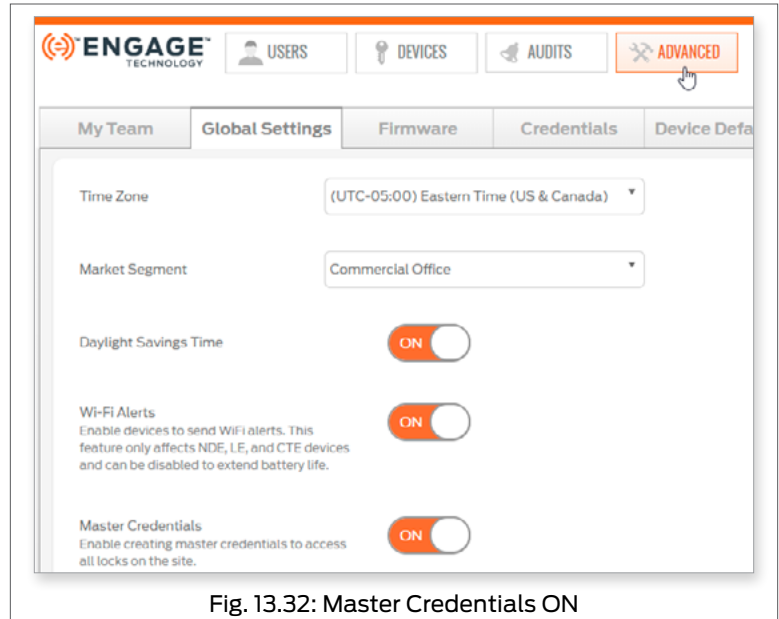 ENGAGE™
TECHNOLOGY
USERS
DEVICES
AUDITS
ADVANCED
My Team
Global Settings
Firmware
Credentials
Device Defa
Time Zone
(UTC-05:00) Eastern Time (US & Canada)
Market Segment
Commercial Office
Daylight Savings Time
ON
Wi-Fi Alerts
Enable devices to send WiFi alerts. This
feature only affects NDE, LE, and CTE devices
and can be disabled to extend battery life.
ON
Master Credentials
Enable creating master credentials to access
all locks on the site.
ON
Fig. 13.32: Master Credentials ON